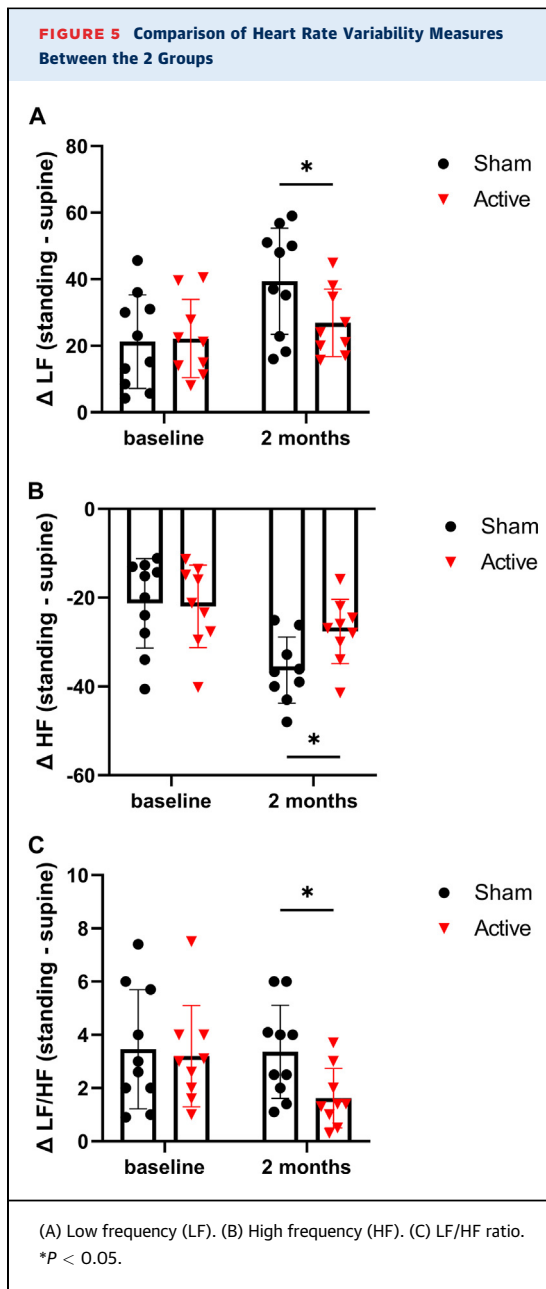 FIGURE 5 Comparison of Heart Rate Variability Measures
Between the 2 Groups
A
Δ LF (standing - supine)
80
60
40
20
0
*
baseline
2 months
Sham
Active
B
Δ HF (standing - supine)
0
-20
-40
-60
*
baseline
2 months
Sham
Active
C
Δ LF/HF (standing - supine)
10
8
6
4
2
0
*
baseline
2 months
Sham
Active
(A) Low frequency (LF). (B) High frequency (HF). (C) LF/HF ratio.
*P < 0.05.